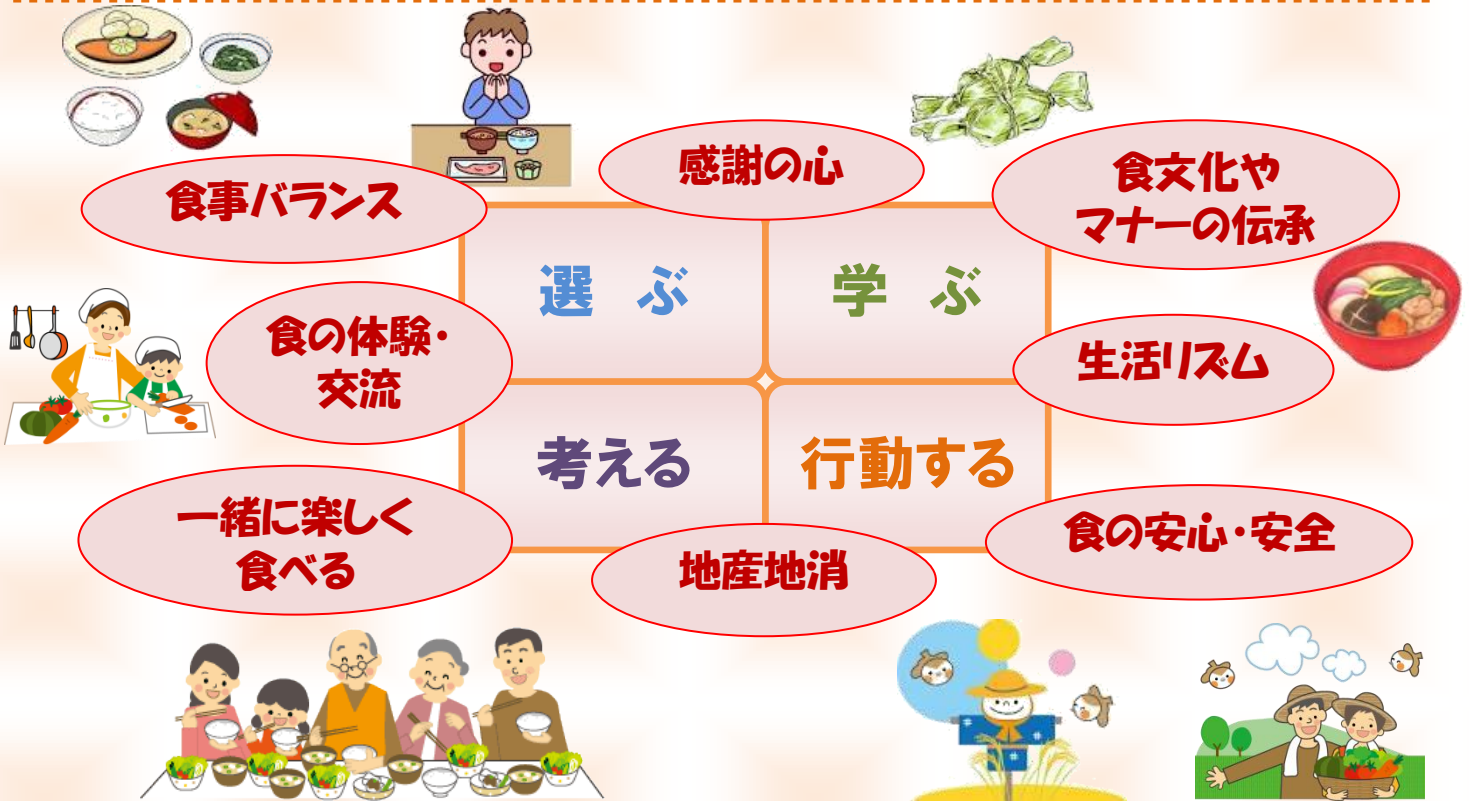 感謝の心
食文化や
マナーの伝承
食事バランス
選 ぶ
学 ぶ
食の体験・
交流
生活リズム
考える
行動する
一緒に楽しく
食べる
地産地消
食の安心・安全